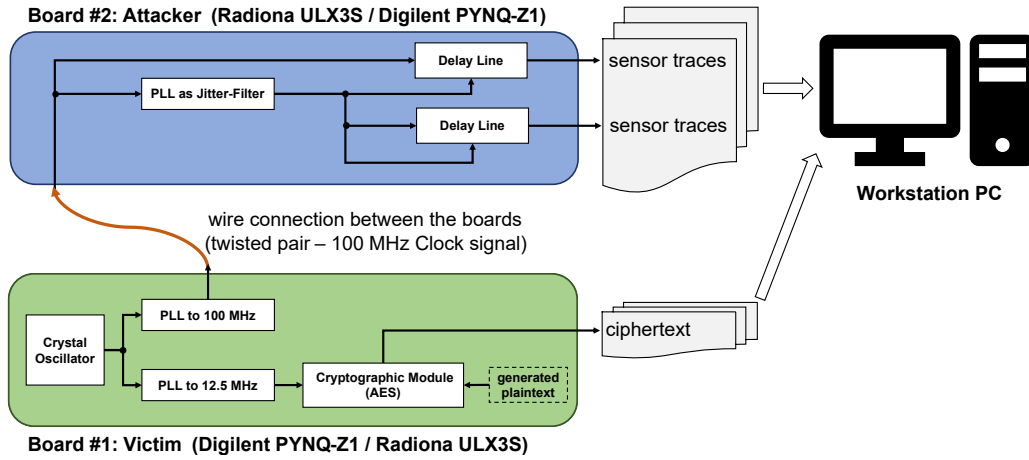 Board #2: Attacker (Radiona ULX3S / Digilent PYNQ-Z1)
Delay Line
sensor traces
PLL as Jitter-Filter
Delay Line
sensor traces
Workstation PC
wire connection between the boards
(twisted pair – 100 MHz Clock signal)
PLL to 100 MHz
ciphertext
Crystal
Oscillator
PLL to 12.5 MHz
Cryptographic Module
(AES)
generated
plaintext
Board #1: Victim (Digilent PYNQ-Z1 / Radiona ULX3S)